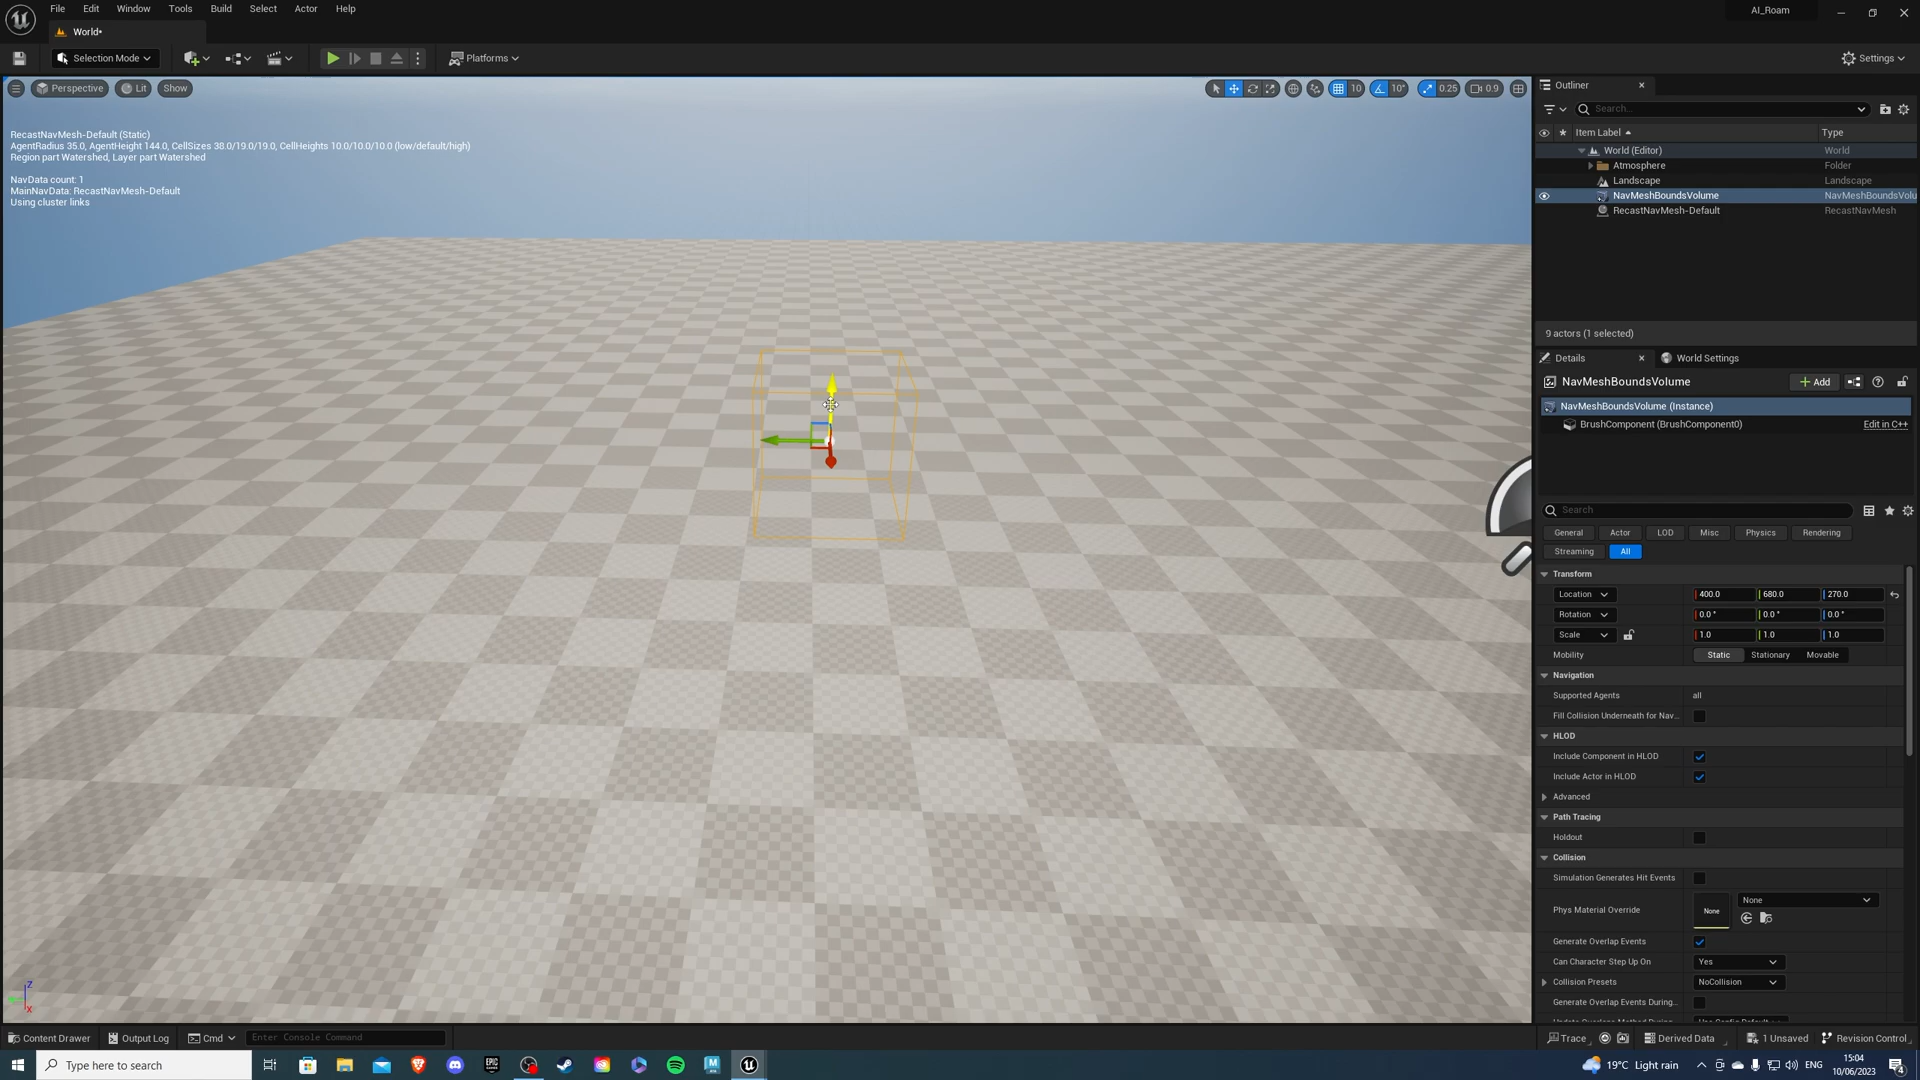 File Edit Window Tools Build Select Actor Help
AI_Roam
World•
Selection Mode
Platforms
Settings
Perspective Lit Show
10 10° 0.25 0.9
RecastNavMesh-Default (Static)
AgentRadius 35.0, AgentHeight 144.0, CellSizes 38.0/19.0/19.0, CellHeights 10.0/10.0/10.0 (low/default/high)
Region part Watershed, Layer part Watershed
NavData count: 1
MainNavData: RecastNavMesh-Default
Using cluster links
Z
X
Outliner
Search...
Item Label Type
World (Editor) World
Atmosphere Folder
Landscape Landscape
NavMeshBoundsVolume NavMeshBoundsVolu
RecastNavMesh-Default RecastNavMesh
9 actors (1 selected)
Details World Settings
NavMeshBoundsVolume
Add
NavMeshBoundsVolume (Instance)
BrushComponent (BrushComponent0) Edit in C++
Search
General Actor LOD Misc Physics Rendering
Streaming All
Transform
Location 400.0 680.0 270.0
Rotation 0.0 ° 0.0 ° 0.0 °
Scale 1.0 1.0 1.0
Mobility Static Stationary Movable
Navigation
Supported Agents all
Fill Collision Underneath for Nav...
HLOD
Include Component in HLOD
Include Actor in HLOD
Advanced
Path Tracing
Holdout
Collision
Simulation Generates Hit Events
Phys Material Override None None
Generate Overlap Events
Can Character Step Up On Yes
Collision Presets NoCollision
Generate Overlap Events During...
Content Drawer Output Log Cmd Enter Console Command
Trace Derived Data 1 Unsaved Revision Control
Type here to search
EPIC
19°C Light rain
ENG
15:04
10/06/2023
4